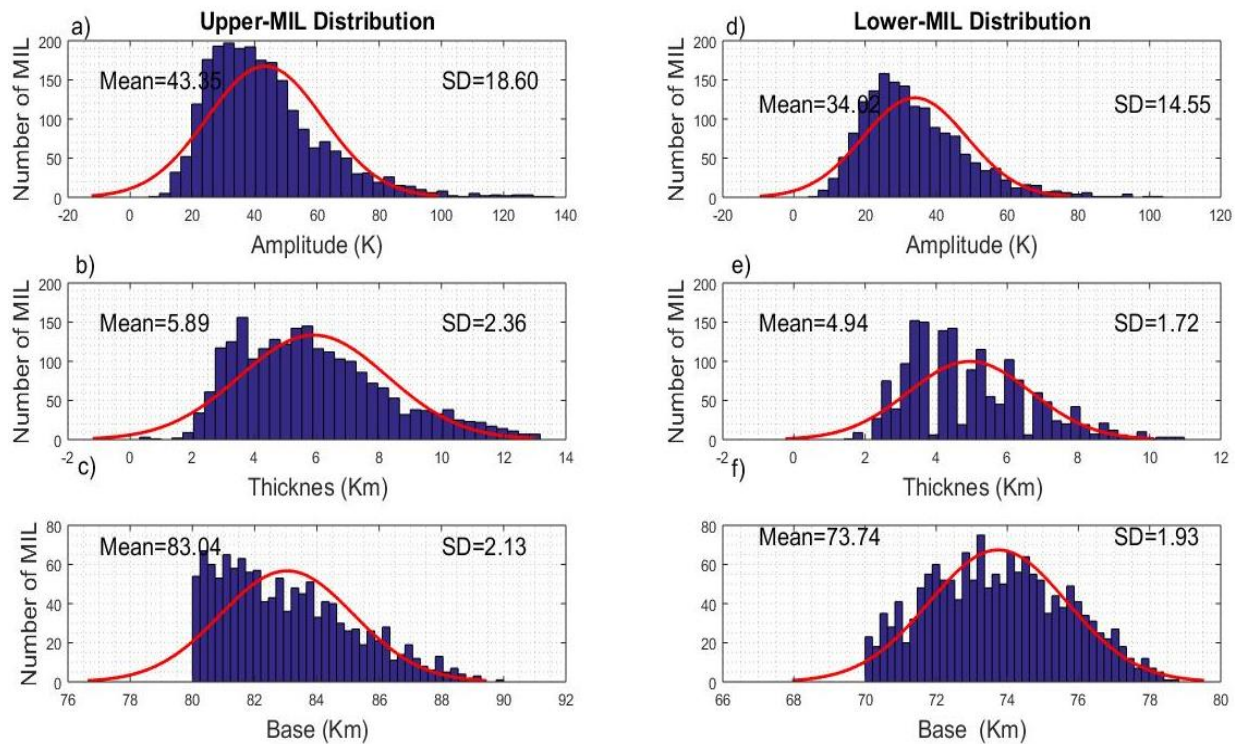 a) Upper-MIL Distribution
200
150
100
50
0
Number of MIL
Mean=43.35 SD=18.60
-20 0 20 40 60 80 100 120 140
Amplitude (K)
b)
200
150
100
50
0
Number of MIL
Mean=5.89 SD=2.36
-2 0 2 4 6 8 10 12 14
Thicknes (Km)
c)
80
60
40
20
0
Number of MIL
Mean=83.04 SD=2.13
76 78 80 82 84 86 88 90 92
Base (Km)
d) Lower-MIL Distribution
200
150
100
50
0
Number of MIL
Mean=34.02 SD=14.55
-20 0 20 40 60 80 100 120
Amplitude (K)
e)
200
150
100
50
0
Number of MIL
Mean=4.94 SD=1.72
-2 0 2 4 6 8 10 12
Thicknes (Km)
f)
80
60
40
20
0
Number of MIL
Mean=73.74 SD=1.93
66 68 70 72 74 76 78 80
Base (Km)